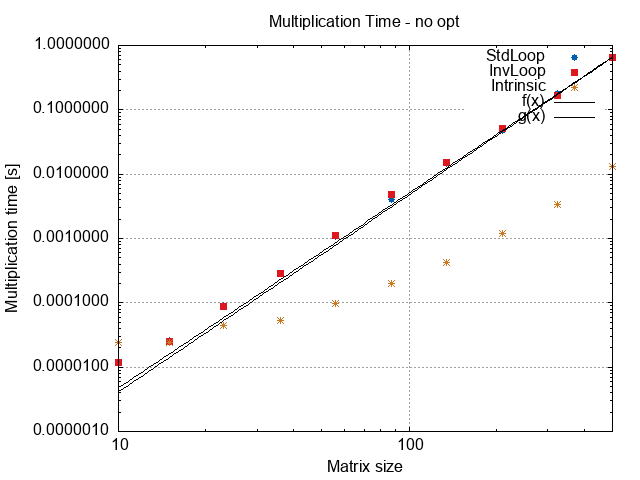 Multiplication Time - no opt
1.0000000
0.1000000
0.0100000
0.0010000
0.0001000
0.0000100
0.0000010
Multiplication time [s]
StdLoop
InvLoop
Intrinsic
f(x)
g(x)
10
100
Matrix size